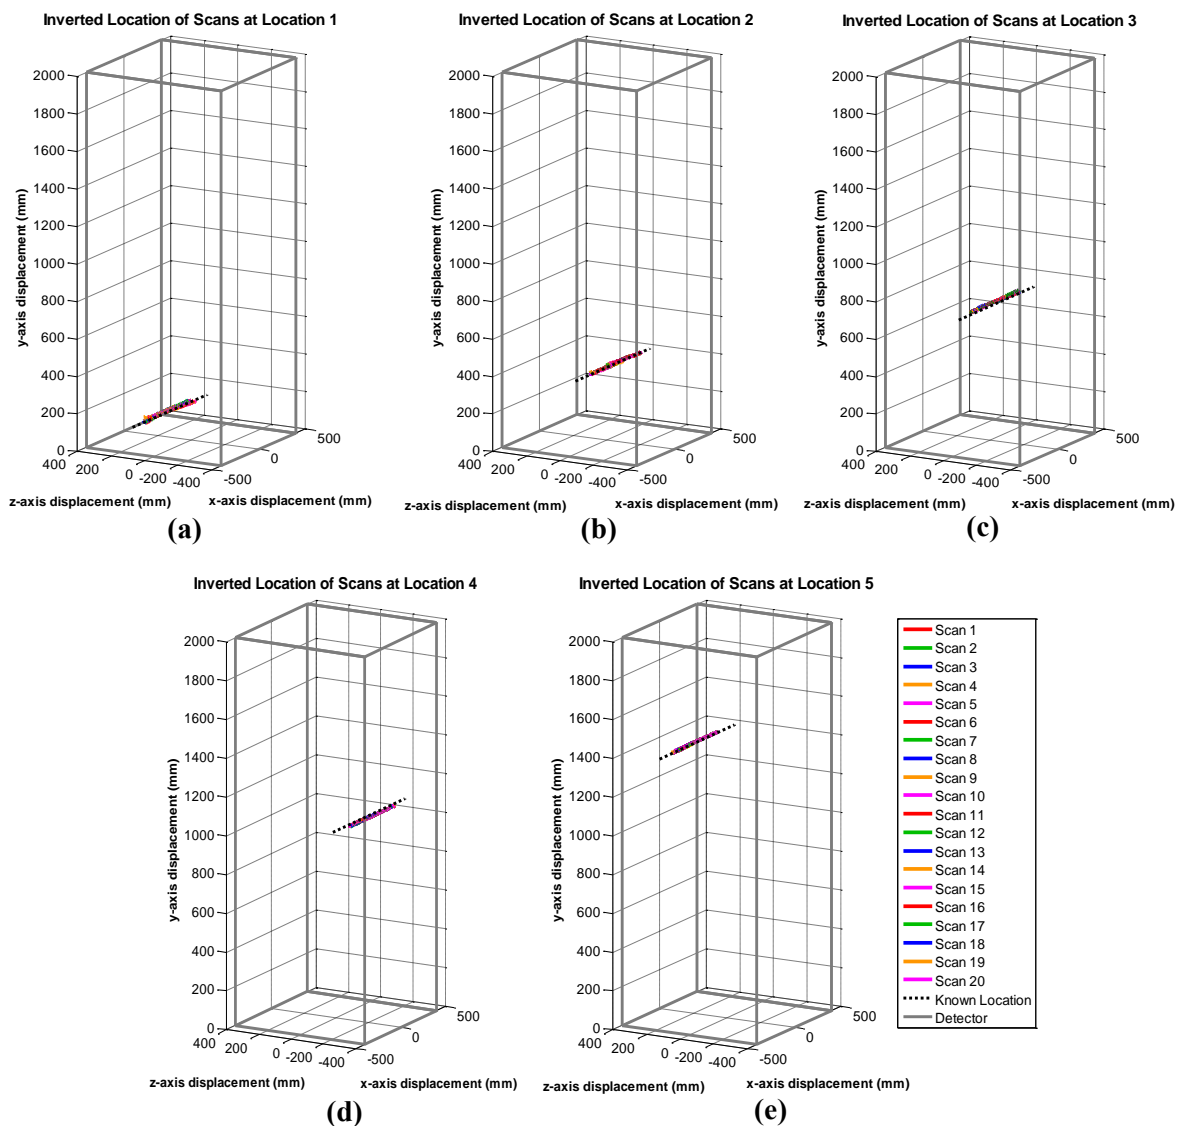 Inverted Location of Scans at Location 1
Inverted Location of Scans at Location 2
Inverted Location of Scans at Location 3
2000
1800
1600
1400
1200
1000
800
600
400
200
0
y-axis displacement (mm)
400
200
0
-200
-400
-500
0
500
z-axis displacement (mm)
x-axis displacement (mm)
(a)
2000
1800
1600
1400
1200
1000
800
600
400
200
0
y-axis displacement (mm)
400
200
0
-200
-400
-500
0
500
z-axis displacement (mm)
x-axis displacement (mm)
(b)
2000
1800
1600
1400
1200
1000
800
600
400
200
0
y-axis displacement (mm)
400
200
0
-200
-400
-500
0
500
z-axis displacement (mm)
x-axis displacement (mm)
(c)
Inverted Location of Scans at Location 4
Inverted Location of Scans at Location 5
2000
1800
1600
1400
1200
1000
800
600
400
200
0
y-axis displacement (mm)
400
200
0
-200
-400
-500
0
500
z-axis displacement (mm)
x-axis displacement (mm)
(d)
2000
1800
1600
1400
1200
1000
800
600
400
200
0
y-axis displacement (mm)
400
200
0
-200
-400
-500
0
500
z-axis displacement (mm)
x-axis displacement (mm)
(e)
Scan 1
Scan 2
Scan 3
Scan 4
Scan 5
Scan 6
Scan 7
Scan 8
Scan 9
Scan 10
Scan 11
Scan 12
Scan 13
Scan 14
Scan 15
Scan 16
Scan 17
Scan 18
Scan 19
Scan 20
Known Location
Detector